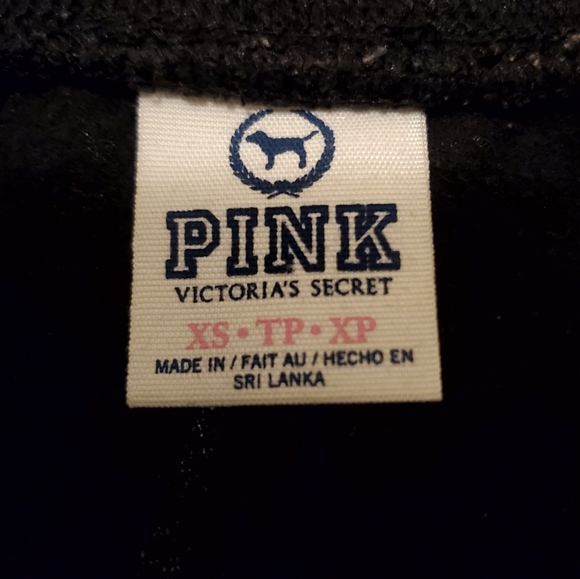 PINK
VICTORIA'S SECRET
XS • TP • XP
MADE IN / FAIT AU / HECHO EN
SRI LANKA